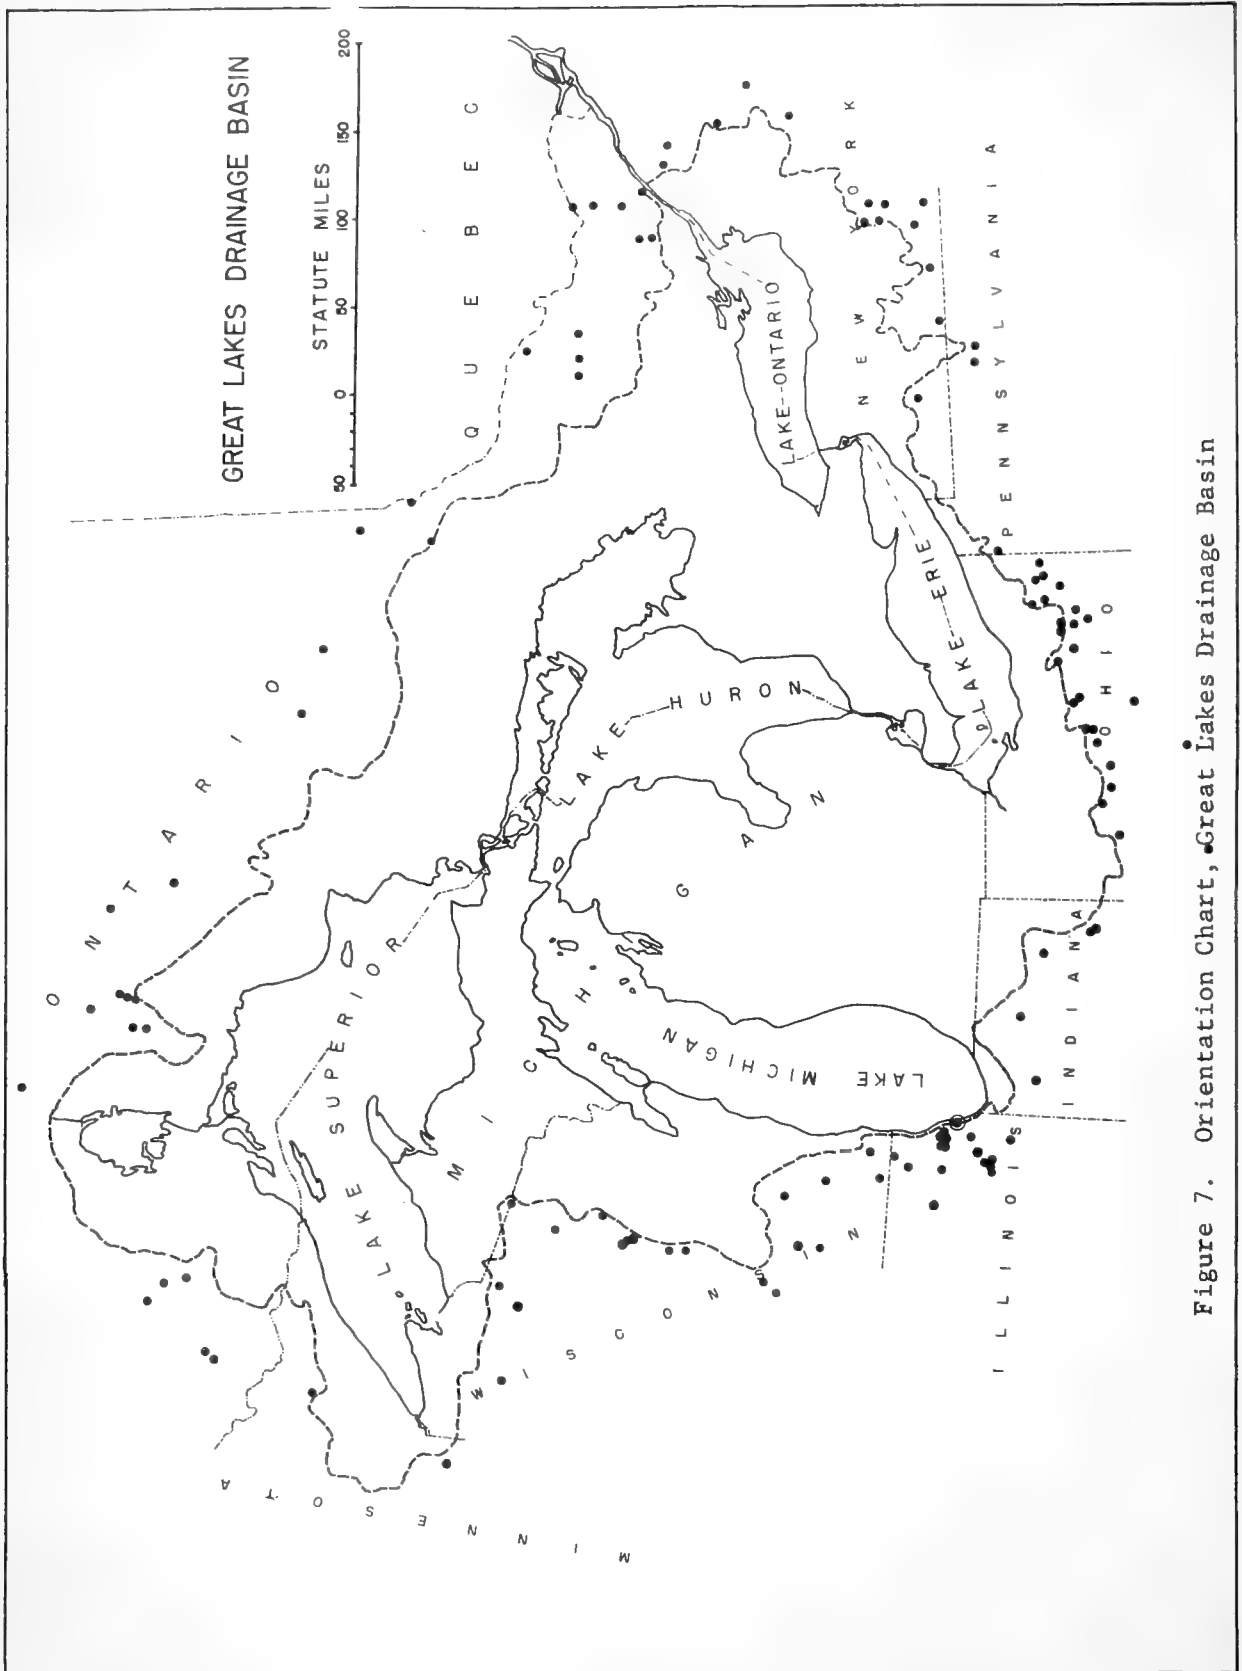 GREAT LAKES DRAINAGE BASIN
STATUTE MILES
50 0 50 100 150 200
ONTARIO
QUEBEC
MINNESOTA
LAKE SUPERIOR
MICHIGAN
LAKE HURON
LAKE ONTARIO
WISCONSIN
LAKE MICHIGAN
LAKE ERIE
NEW YORK
ILLINOIS
INDIANA
OHIO
PENNSYLVANIA
Figure 7. Orientation Chart, Great Lakes Drainage Basin